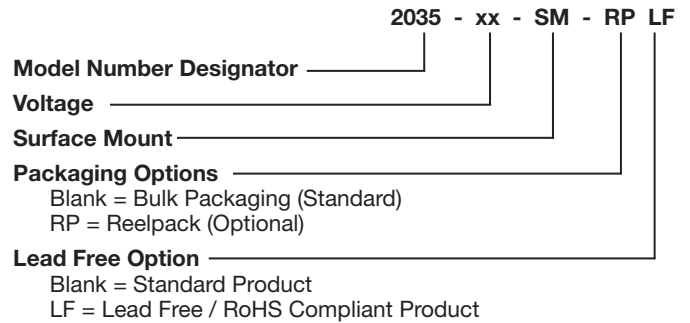 2035 - xx - SM - RP LF
Model Number Designator
Voltage
Surface Mount
Packaging Options
Blank = Bulk Packaging (Standard)
RP = Reelpack (Optional)
Lead Free Option
Blank = Standard Product
LF = Lead Free / RoHS Compliant Product